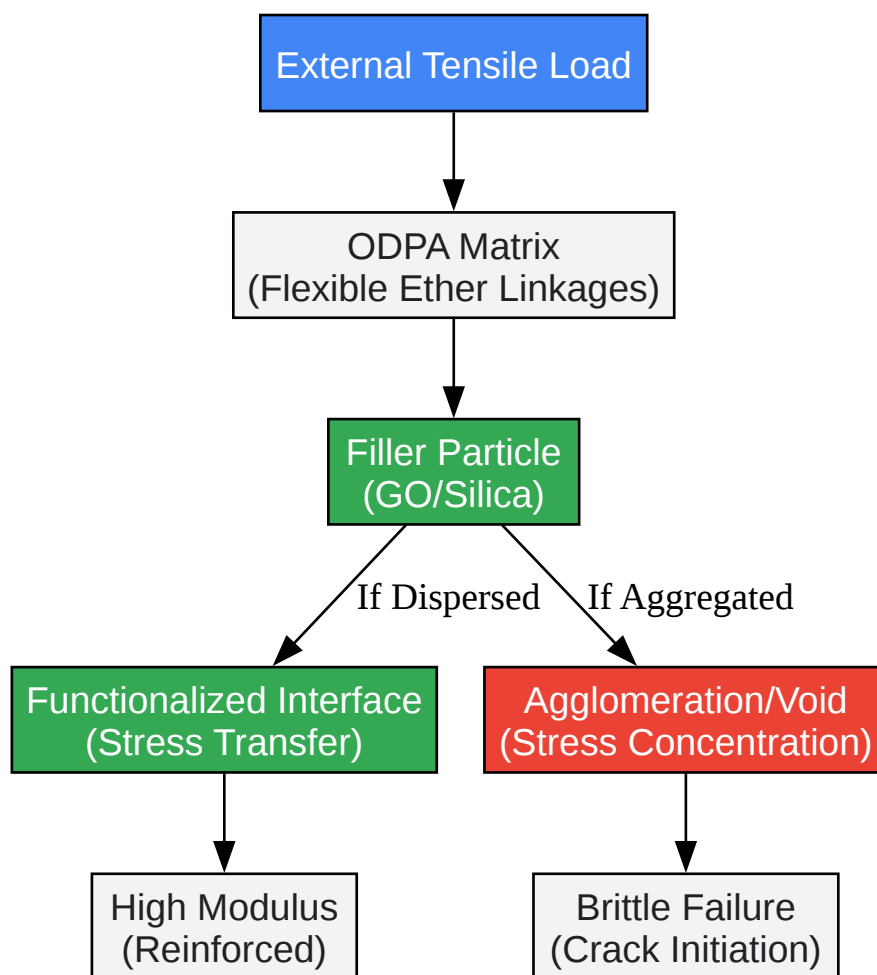 External Tensile Load
ODPA Matrix
(Flexible Ether Linkages)
Filler Particle
(GO/Silica)
If Dispersed
If Aggregated
Functionalized Interface
(Stress Transfer)
Agglomeration/Void
(Stress Concentration)
High Modulus
(Reinforced)
Brittle Failure
(Crack Initiation)